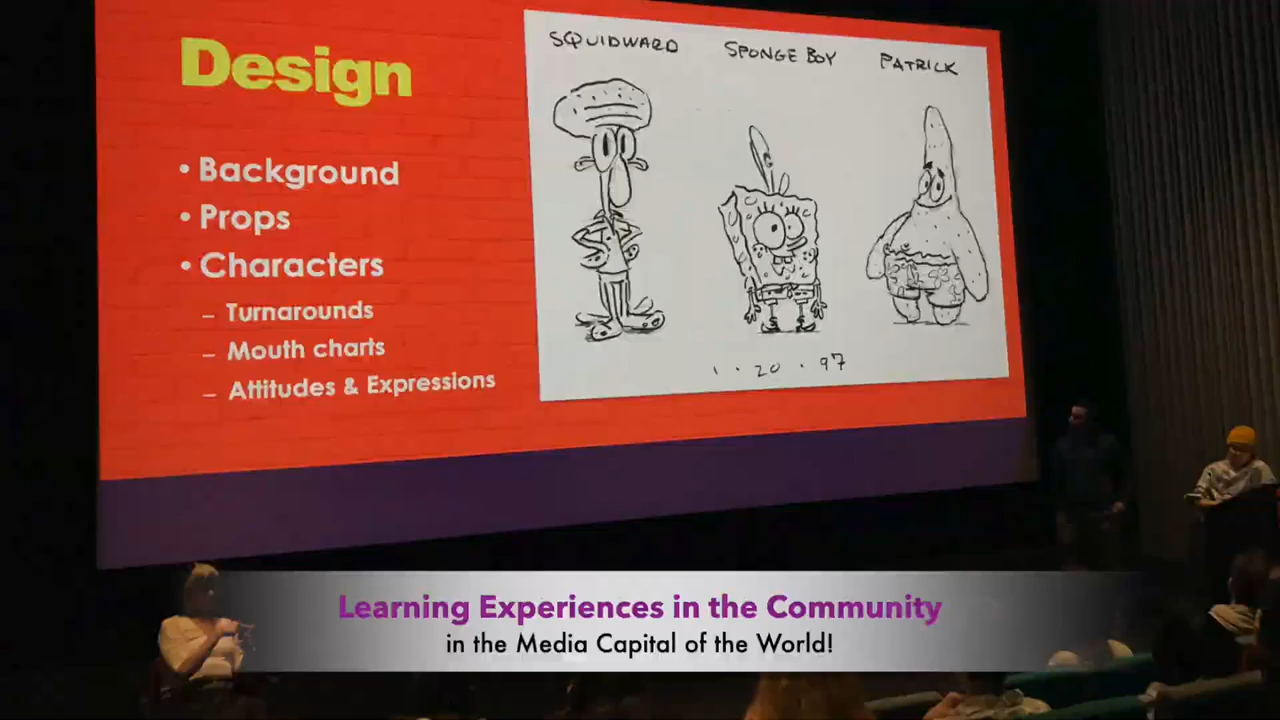 Design
• Background
• Props
• Characters
– Turnarounds
– Mouth charts
– Attitudes & Expressions
SQUIDWARD SPONGE BOY PATRICK
1 · 20 · 97
Learning Experiences in the Community
in the Media Capital of the World!